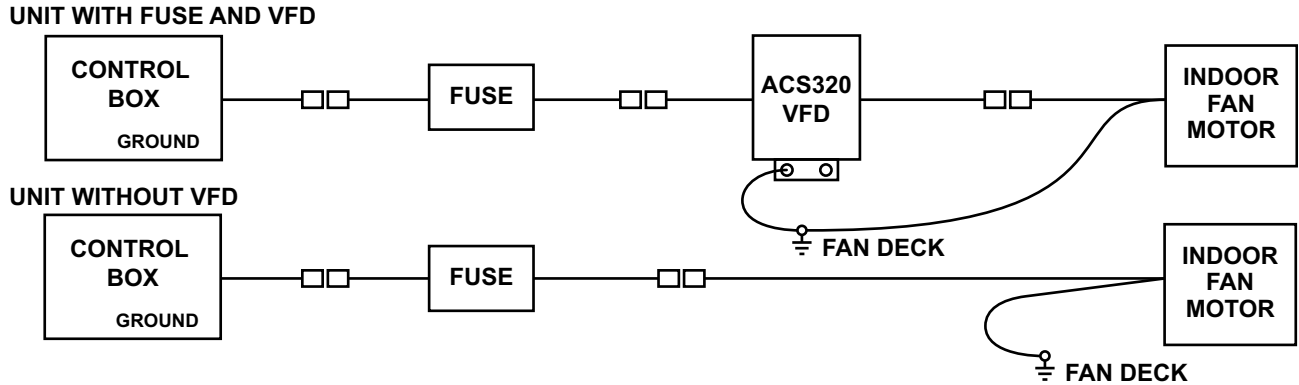 UNIT WITH FUSE AND VFD
CONTROL
BOX
GROUND
FUSE
ACS320
VFD
INDOOR
FAN
MOTOR
FAN DECK
UNIT WITHOUT VFD
CONTROL
BOX
GROUND
FUSE
INDOOR
FAN
MOTOR
FAN DECK